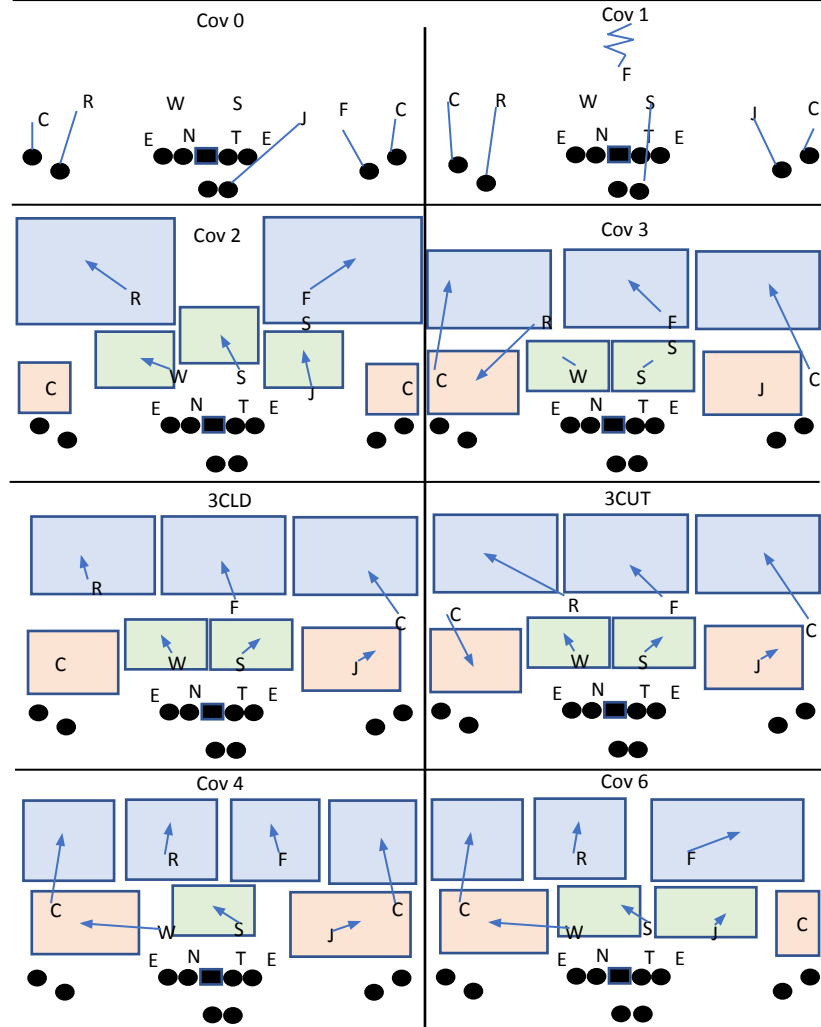 Cov 0
C R W S J F C
E N T E
Cov 1
F
C R W S J C
E N T E
Cov 2
R F
S
W S J
C C
E N T E
Cov 3
R F
S
C W S J C
E N T E
3CLD
R
F
C
C W S J
E N T E
3CUT
R F
C C
W S J
E N T E
Cov 4
R F
C C
W S J
E N T E
Cov 6
R F
C
W S J C
E N T E